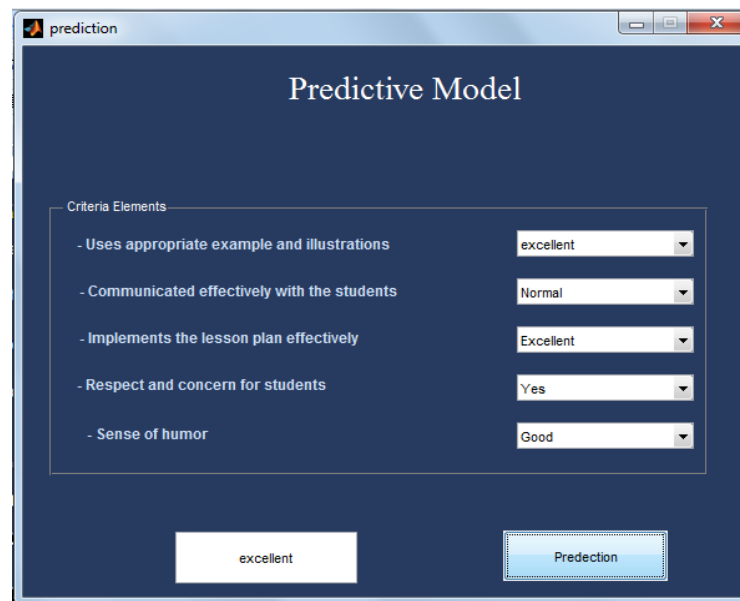 prediction
Predictive Model
Criteria Elements
- Uses appropriate example and illustrations excellent
- Communicated effectively with the students Normal
- Implements the lesson plan effectively Excellent
- Respect and concern for students Yes
- Sense of humor Good
excellent Predection